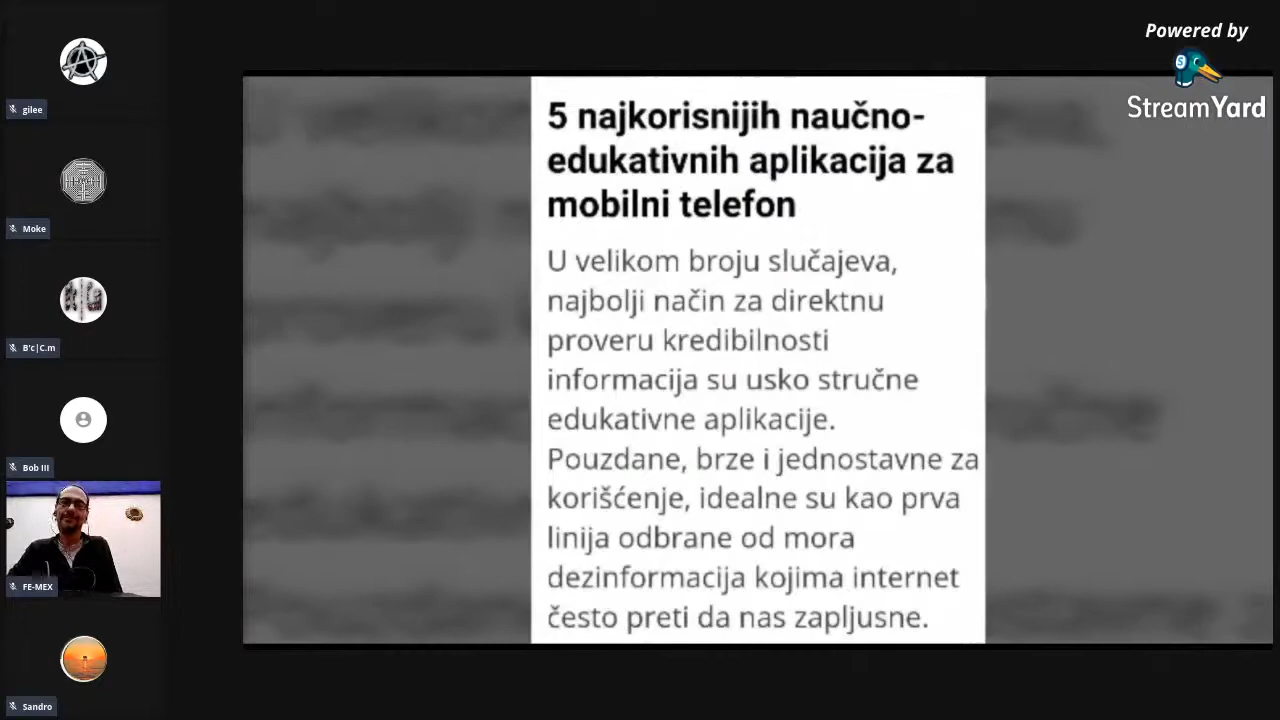 gilee
Moke
B'c|C.m
Bob III
FE-MEX
Sandro
5 najkorisnijih naučno-
edukativnih aplikacija za
mobilni telefon
U velikom broju slučajeva,
najbolji način za direktnu
proveru kredibilnosti
informacija su usko stručne
edukativne aplikacije.
Pouzdane, brze i jednostavne za
korišćenje, idealne su kao prva
linija odbrane od mora
dezinformacija kojima internet
često preti da nas zapljusne.
Powered by
StreamYard